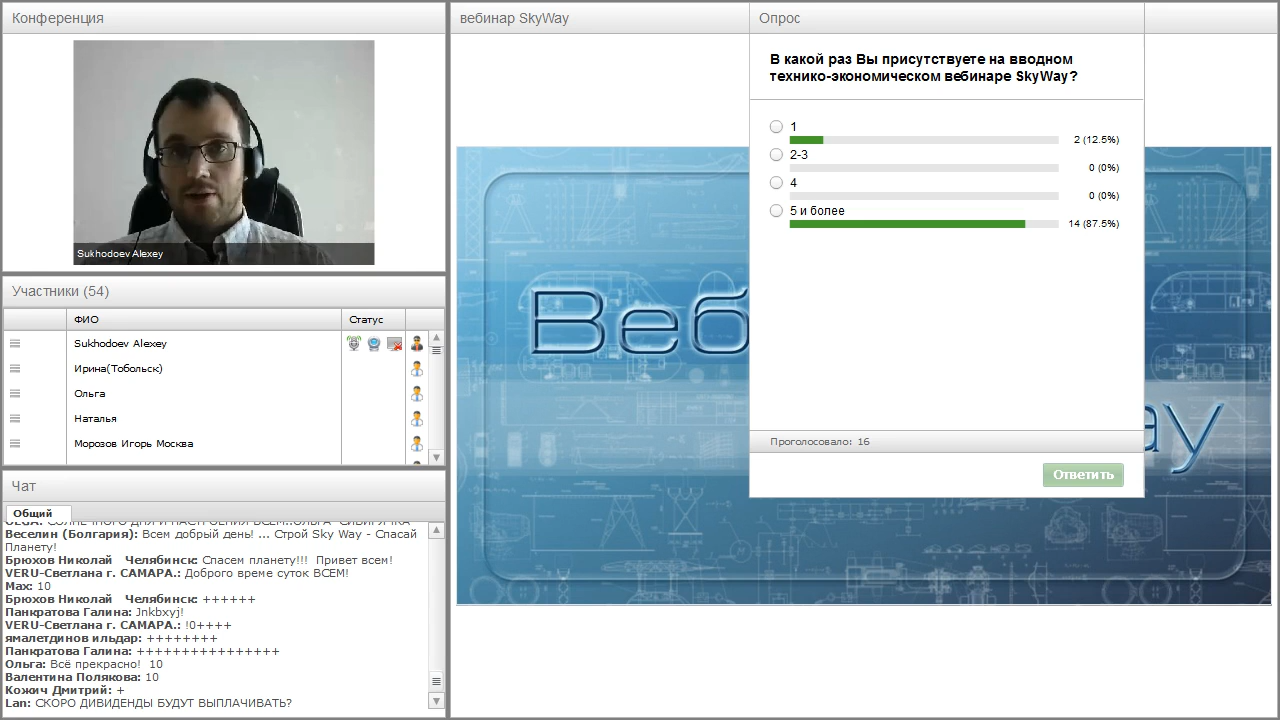 Конференция
Sukhodoev Alexey
Участники (54)
ФИО
Статус
Sukhodoev Alexey
Ирина(Тобольск)
Ольга
Наталья
Морозов Игорь Москва
Чат
Общий
Веселин (Болгария): Всем добрый день! ... Строй Sky Way - Спасай
Планету!
Брюхов Николай Челябинск: Спасем планету!!! Привет всем!
VERU-Светлана г. САМАРА.: Доброго време суток ВСЕМ!
Max: 10
Брюхов Николай Челябинск: ++++++
Панкратова Галина: Jnkbxyj!
VERU-Светлана г. САМАРА.: !0++++
ямалетдинов ильдар: ++++++++
Панкратова Галина: ++++++++++++++++
Ольга: Всё прекрасно! 10
Валентина Полякова: 10
Кожич Дмитрий: +
Lan: СКОРО ДИВИДЕНДЫ БУДУТ ВЫПЛАЧИВАТЬ?
вебинар SkyWay
Веб
ay
Опрос
В какой раз Вы присутствуете на вводном
технико-экономическом вебинаре SkyWay?
1
2 (12.5%)
2-3
0 (0%)
4
0 (0%)
5 и более
14 (87.5%)
Проголосовало: 16
Ответить